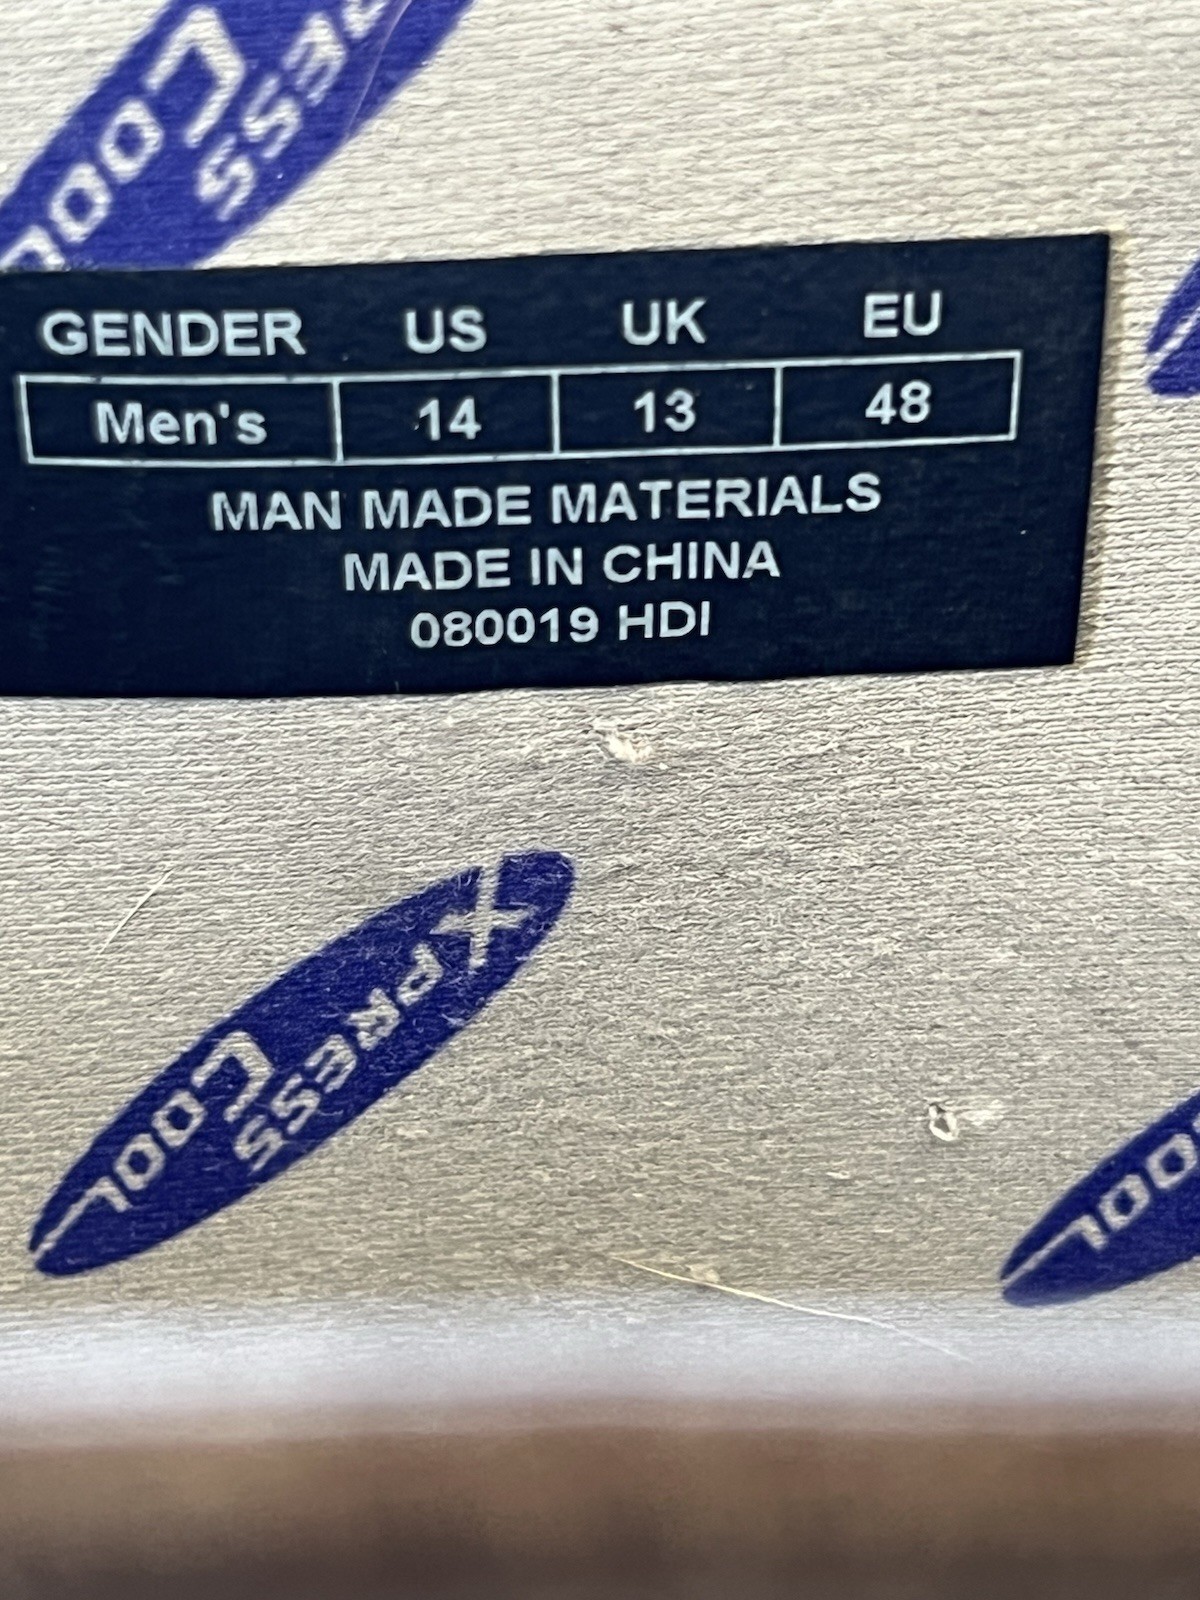 XPRESS
COOL
GENDER US UK EU
Men's 14 13 48
MAN MADE MATERIALS
MADE IN CHINA
080019 HDI
XPRESS
COOL